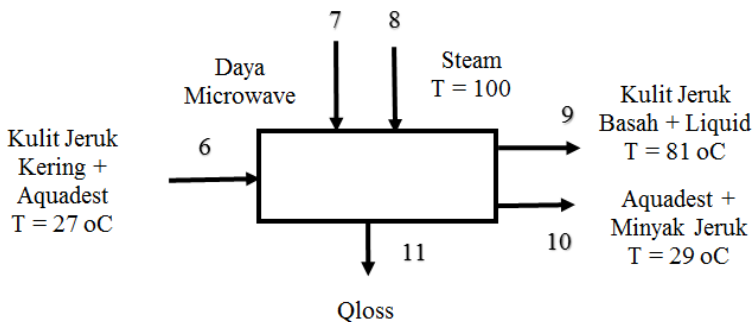 7
8
Daya
Microwave
Steam
T = 100
Kulit Jeruk
Kering +
Aquadest
T = 27 oC
6
9
Kulit Jeruk
Basah + Liquid
T = 81 oC
Aquadest +
Minyak Jeruk
T = 29 oC
10
11
Qloss